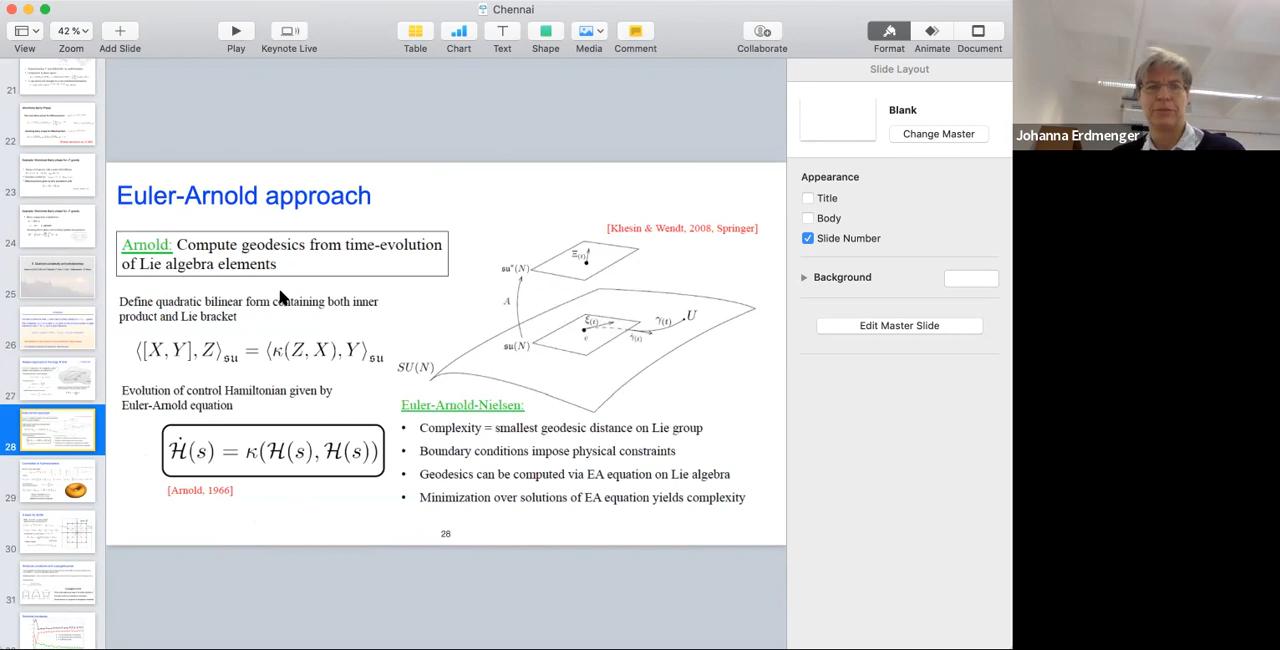 Chennai
View
42 %
Zoom
Add Slide
Play
Keynote Live
Table
Chart
Text
Shape
Media
Comment
Collaborate
Format
Animate
Document
21
22
23
24
25
26
27
28
29
30
31
Euler-Arnold approach
[Khesin & Wendt, 2008, Springer]
Arnold: Compute geodesics from time-evolution
of Lie algebra elements
Define quadratic bilinear form containing both inner
product and Lie bracket
⟨[X, Y], Z⟩𝔰𝔲 = ⟨κ(Z, X), Y⟩𝔰𝔲
Evolution of control Hamiltonian given by
Euler-Arnold equation
Ḣ(s) = κ(H(s), H(s))
[Arnold, 1966]
Ξ(t)
𝔰𝔲*(N)
A
ξ(t)
e
γ(t)
U
γ̇(t)
𝔰𝔲(N)
SU(N)
Euler-Arnold-Nielsen:
• Complexity = smallest geodesic distance on Lie group
• Boundary conditions impose physical constraints
• Geodesics computed via EA equation on Lie algebra
• Minimization over solutions of EA equation yields complexity
28
Slide Layout
Blank
Change Master
Appearance
Title
Body
Slide Number
Background
Edit Master Slide
Johanna Erdmenger